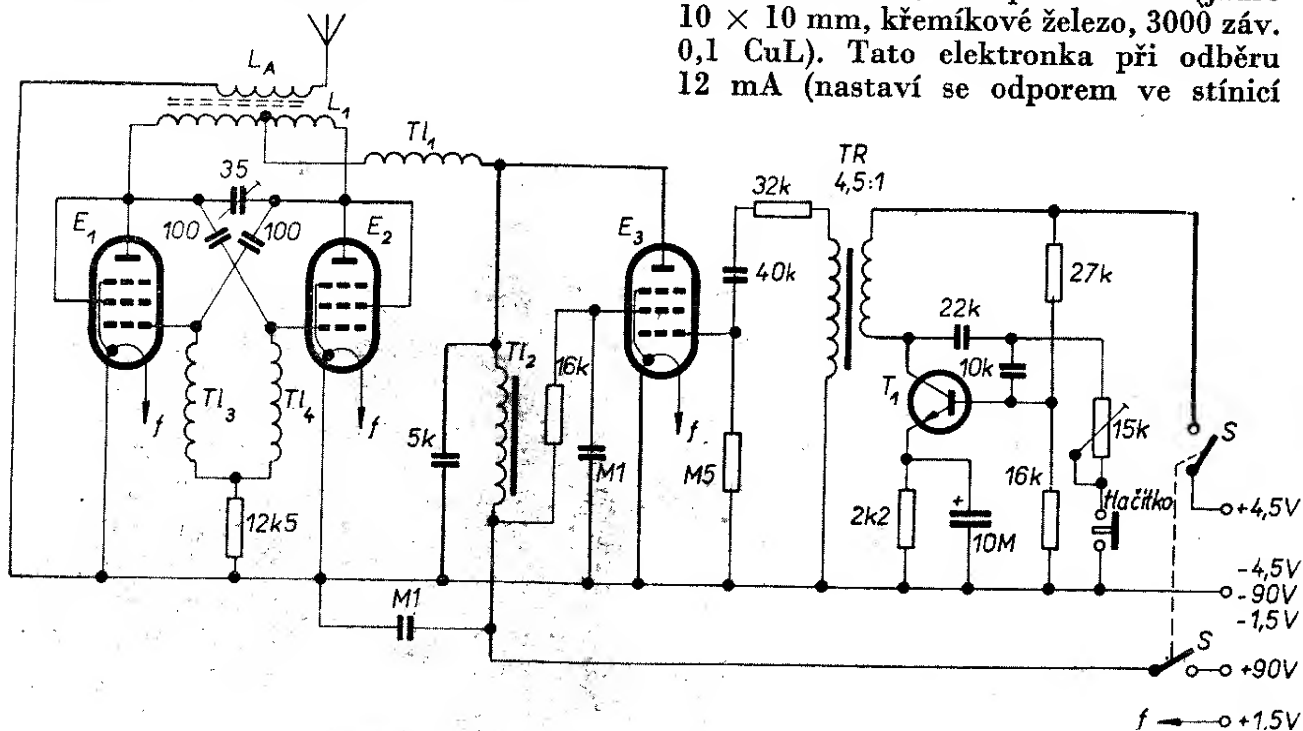 10 × 10 mm, křemíkové železo, 3000 záv.
0,1 CuL). Tato elektronka při odběru
12 mA (nastaví se odporem ve stínicí
L_A
L_1
Tl_1
35
E_1
100
100
E_2
Tl_3
Tl_4
f
f
12k5
5k
Tl_2
16k
M1
E_3
f
M5
40k
32k
TR
4,5:1
22k
10k
27k
T_1
2k2
+
10M
16k
15k
tlačítko
S
+4,5V
-4,5V
-90V
-1,5V
M1
S
+90V
f
+1,5V